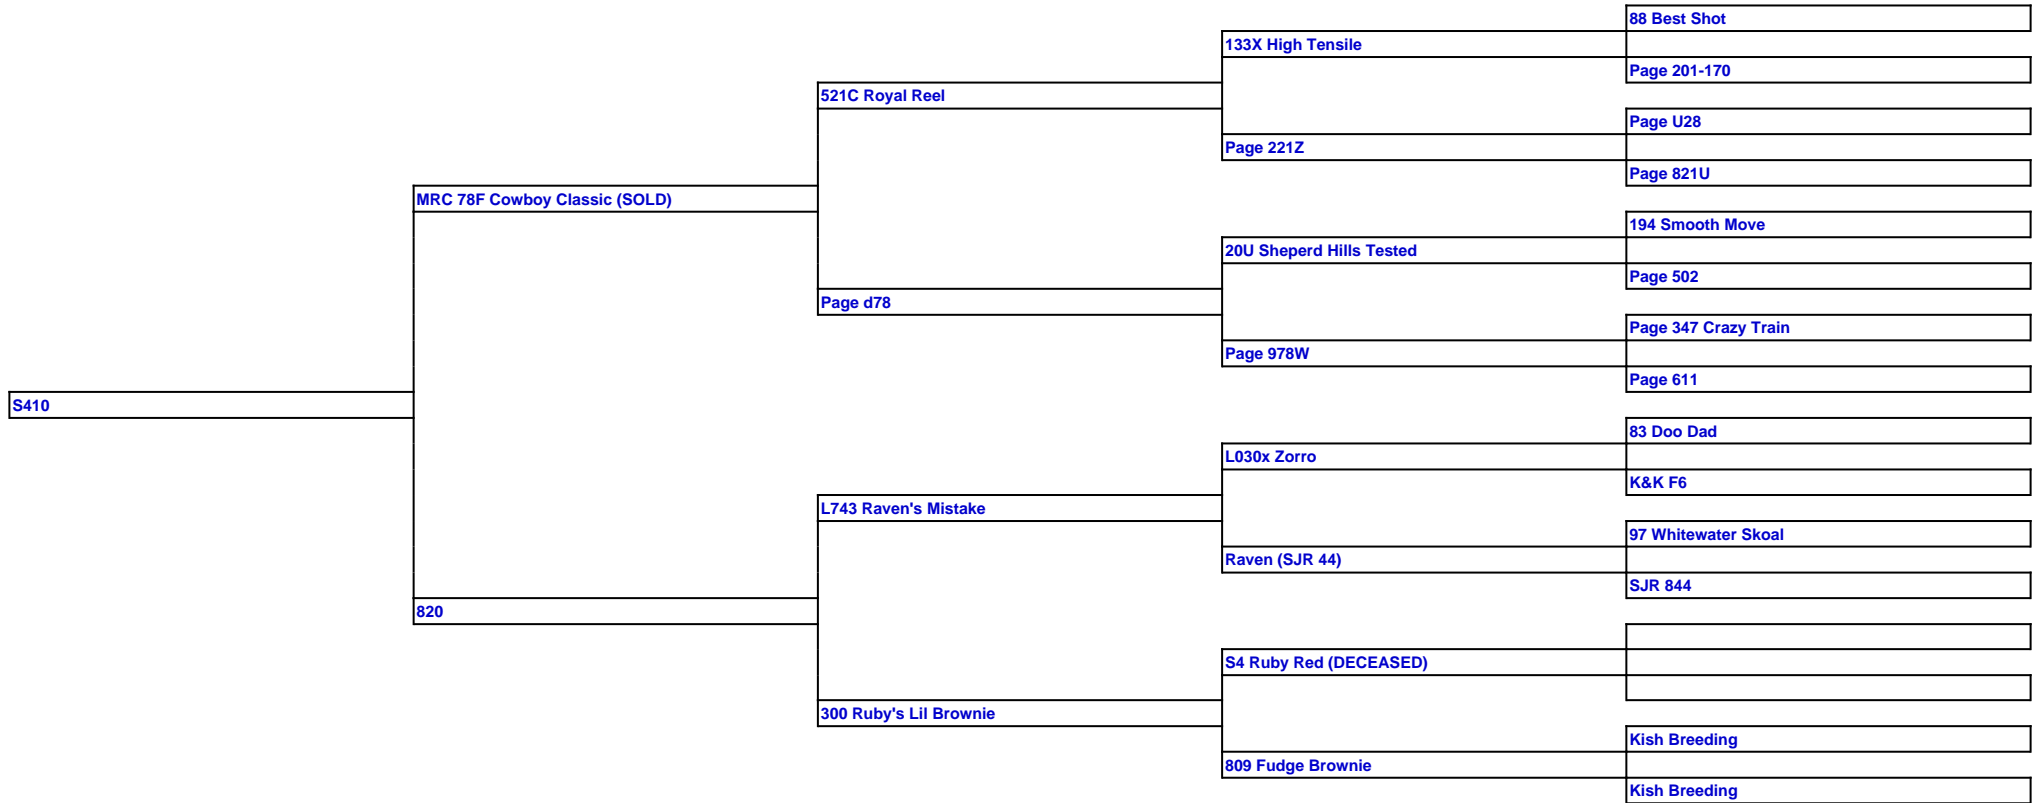 88 Best Shot
133X High Tensile
Page 201-170
521C Royal Reel
Page U28
Page 221Z
Page 821U
MRC 78F Cowboy Classic (SOLD)
194 Smooth Move
20U Sheperd Hills Tested
Page 502
Page d78
Page 347 Crazy Train
Page 978W
Page 611
S410
83 Doo Dad
L030x Zorro
K&K F6
L743 Raven's Mistake
97 Whitewater Skoal
Raven (SJR 44)
SJR 844
820
S4 Ruby Red (DECEASED)
300 Ruby's Lil Brownie
Kish Breeding
809 Fudge Brownie
Kish Breeding